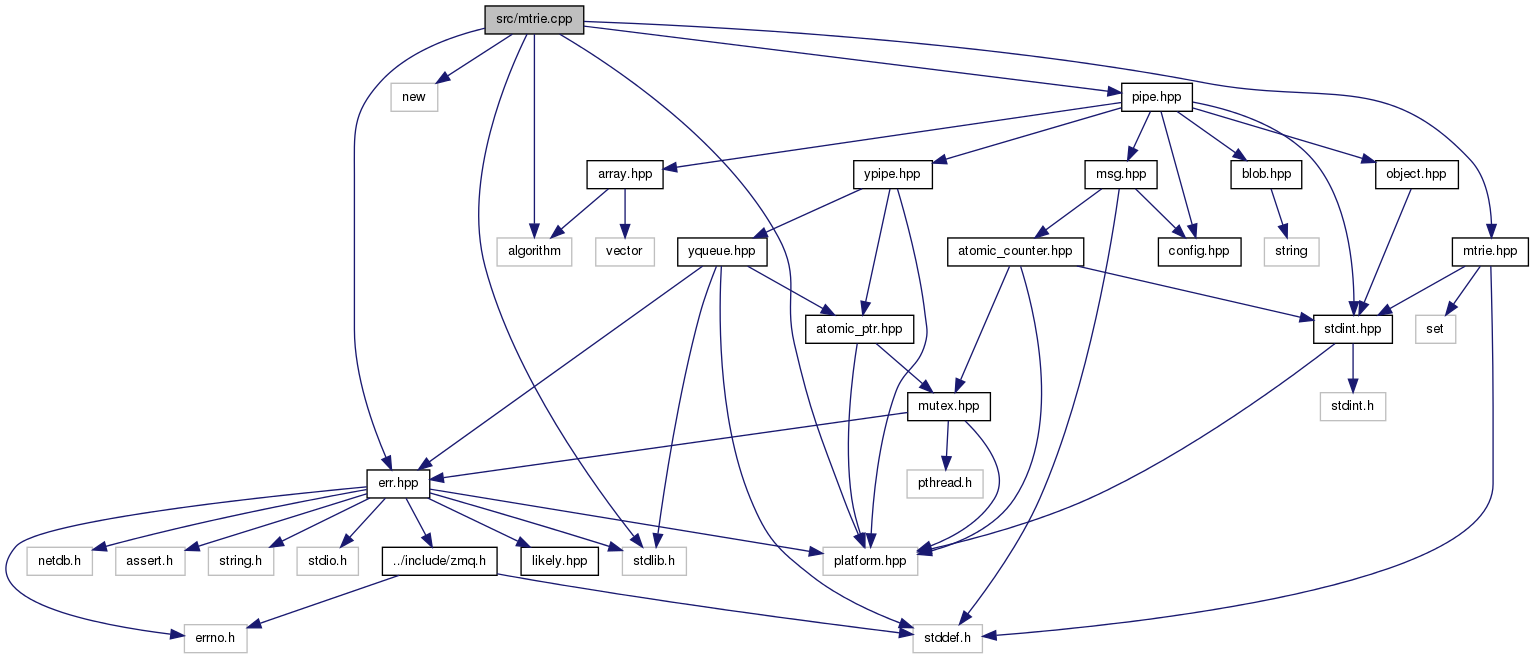 src/mtrie.cpp
new
pipe.hpp
array.hpp
ypipe.hpp
msg.hpp
blob.hpp
object.hpp
algorithm
vector
yqueue.hpp
atomic_counter.hpp
config.hpp
string
mtrie.hpp
atomic_ptr.hpp
stdint.hpp
set
mutex.hpp
stdint.h
err.hpp
pthread.h
netdb.h
assert.h
string.h
stdio.h
../include/zmq.h
likely.hpp
stdlib.h
platform.hpp
errno.h
stddef.h